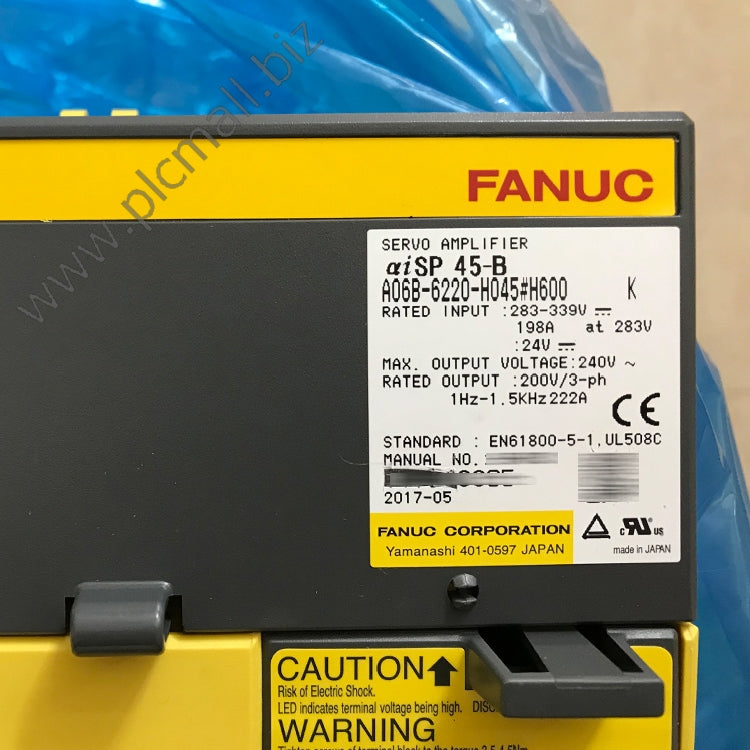 www.plcmall.biz
FANUC
SERVO AMPLIFIER
αiSP 45-B
A06B-6220-H045#H600 K
RATED INPUT :283-339V ⎓
198A at 283V
:24V ⎓
MAX. OUTPUT VOLTAGE:240V ~
RATED OUTPUT :200V/3-ph
1Hz-1.5KHz 222A
CE
STANDARD : EN61800-5-1,UL508C
MANUAL NO.
2017-05
FANUC CORPORATION
Yamanashi 401-0597 JAPAN
c RU us
made in JAPAN
CAUTION
Risk of Electric Shock.
LED indicates terminal voltage being high.
WARNING